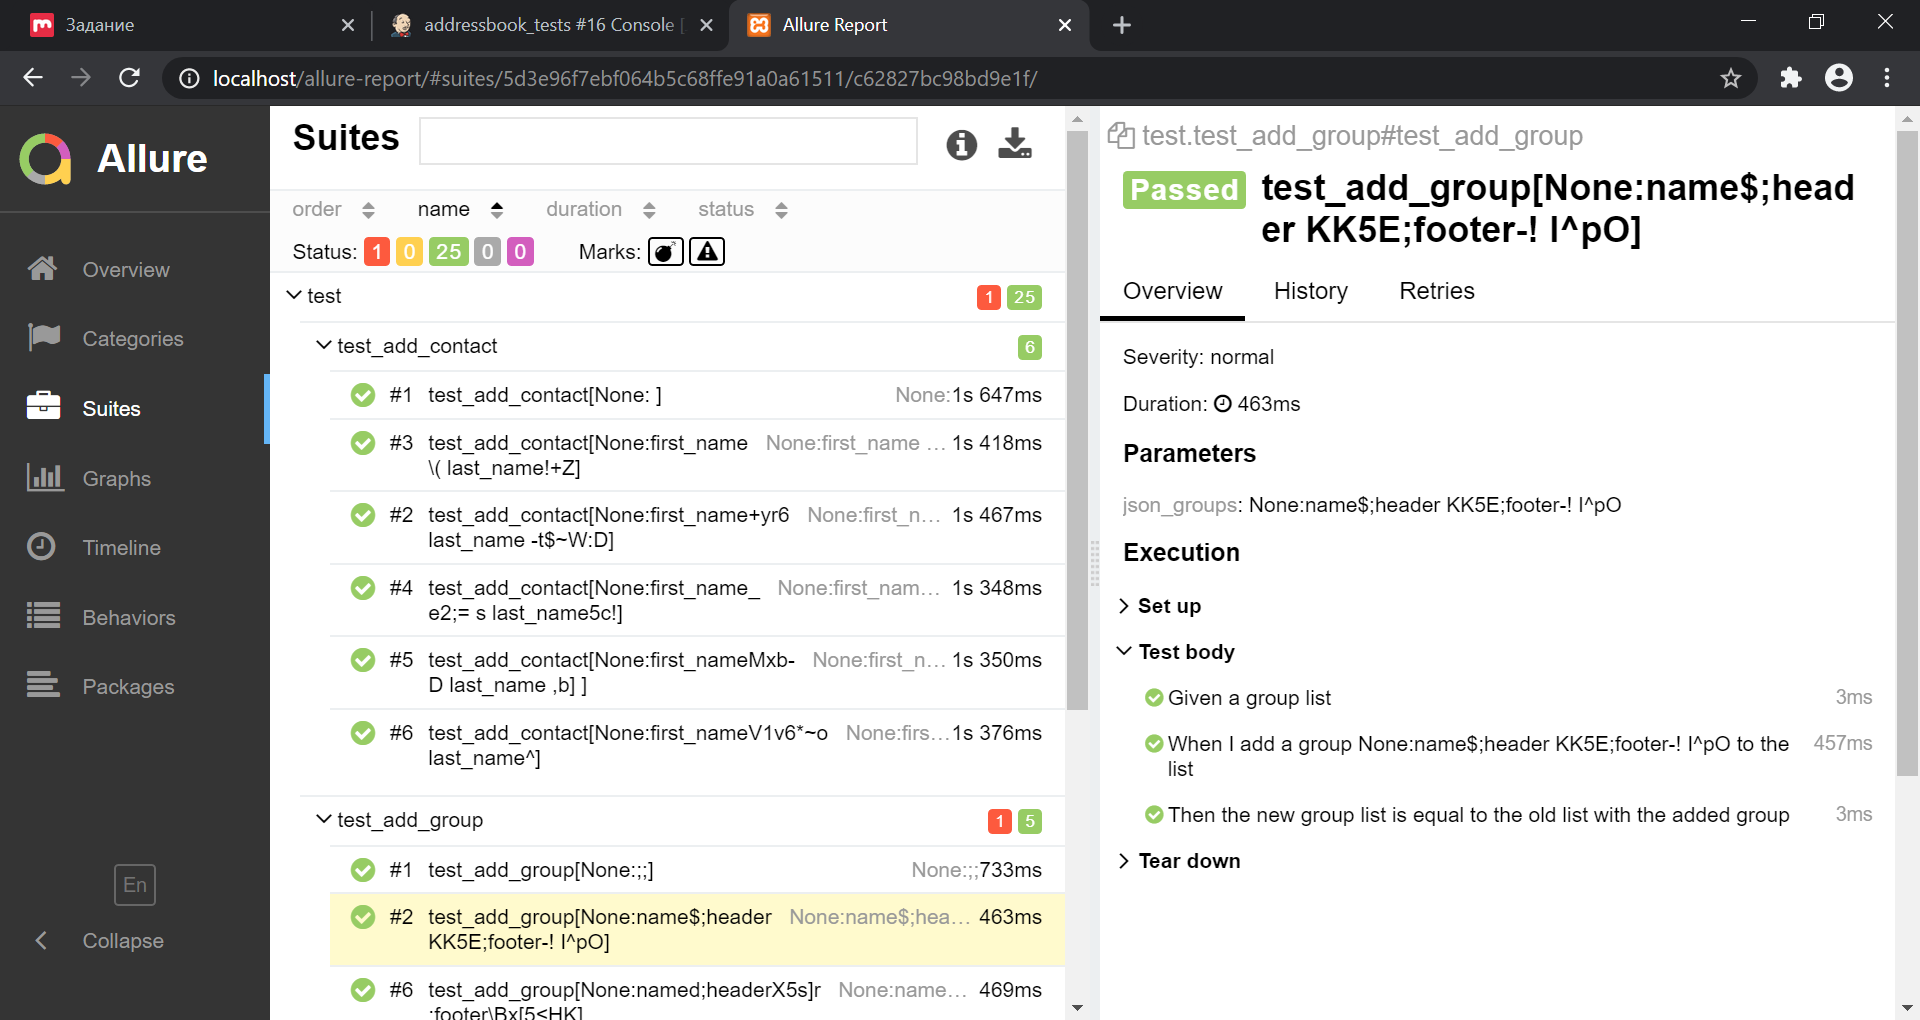 Задание
addressbook_tests #16 Console [
Allure Report
localhost/allure-report/#suites/5d3e96f7ebf064b5c68ffe91a0a61511/c62827bc98bd9e1f/
Allure
Overview
Categories
Suites
Graphs
Timeline
Behaviors
Packages
En
Collapse
Suites
order name duration status
Status: 1 0 25 0 0 Marks:
test 1 25
test_add_contact 6
#1 test_add_contact[None: ] None: 1s 647ms
#3 test_add_contact[None:first_name None:first_name ... 1s 418ms
\( last_name!+Z]
#2 test_add_contact[None:first_name+yr6 None:first_n... 1s 467ms
last_name -t$~W:D]
#4 test_add_contact[None:first_name_ None:first_nam... 1s 348ms
e2;= s last_name5c!]
#5 test_add_contact[None:first_nameMxb- None:first_n... 1s 350ms
D last_name ,b] ]
#6 test_add_contact[None:first_nameV1v6*~o None:firs... 1s 376ms
last_name^]
test_add_group 1 5
#1 test_add_group[None:;;] None:;; 733ms
#2 test_add_group[None:name$;header None:name$;hea... 463ms
KK5E;footer-! I^pO]
#6 test_add_group[None:named;headerX5s]r None:name... 469ms
;footer\Bx[5<HK]
test.test_add_group#test_add_group
Passed test_add_group[None:name$;head
er KK5E;footer-! I^pO]
Overview History Retries
Severity: normal
Duration: 463ms
Parameters
json_groups: None:name$;header KK5E;footer-! I^pO
Execution
Set up
Test body
Given a group list 3ms
When I add a group None:name$;header KK5E;footer-! I^pO to the 457ms
list
Then the new group list is equal to the old list with the added group 3ms
Tear down